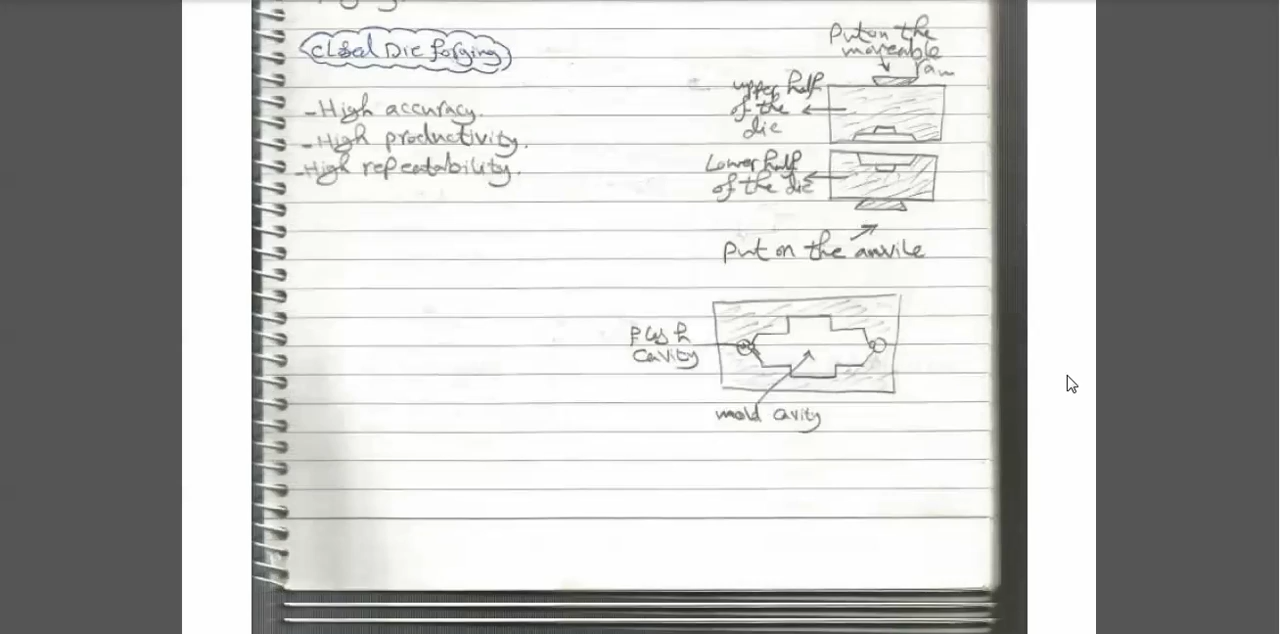 closed Die forging
- High accuracy.
- High productivity.
- High repeatability.
Put on the
moveable
ram
upper half
of the
die
Lower half
of the die
Put on the anvile
Flash
cavity
mold cavity